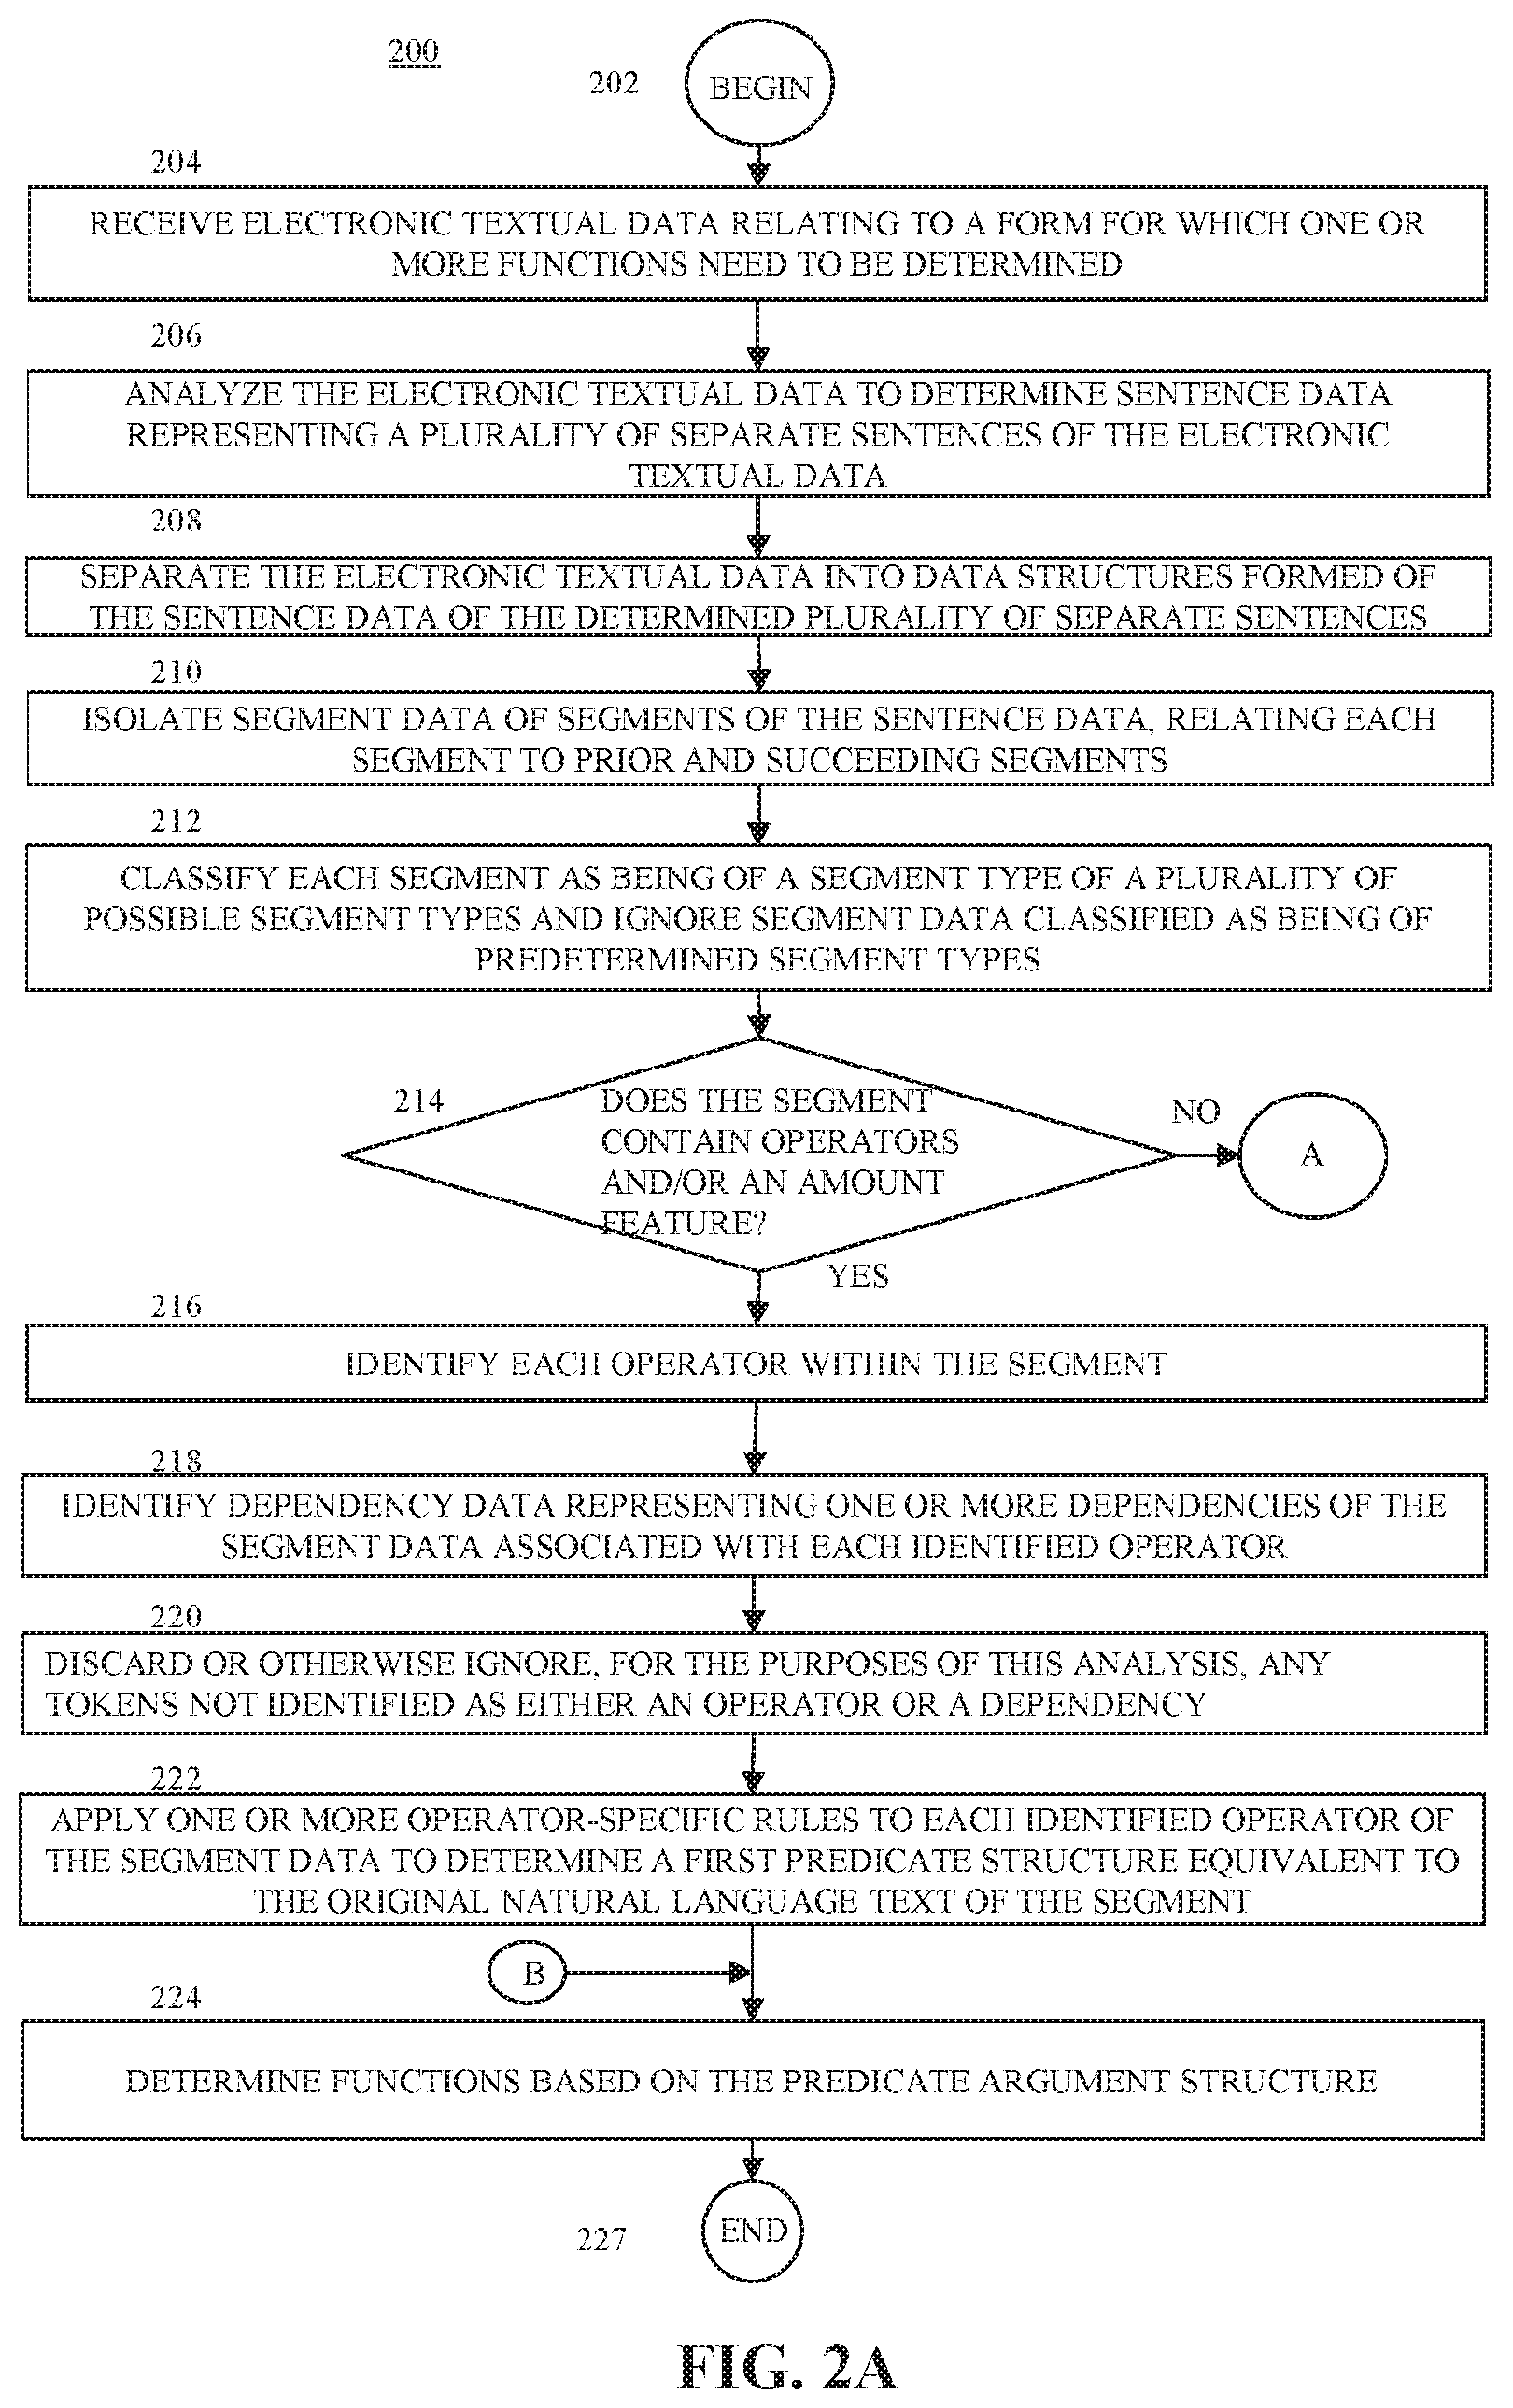 200
202
BEGIN
204
RECEIVE ELECTRONIC TEXTUAL DATA RELATING TO A FORM FOR WHICH ONE OR
MORE FUNCTIONS NEED TO BE DETERMINED
206
ANALYZE THE ELECTRONIC TEXTUAL DATA TO DETERMINE SENTENCE DATA
REPRESENTING A PLURALITY OF SEPARATE SENTENCES OF THE ELECTRONIC
TEXTUAL DATA
208
SEPARATE THE ELECTRONIC TEXTUAL DATA INTO DATA STRUCTURES FORMED OF
THE SENTENCE DATA OF THE DETERMINED PLURALITY OF SEPARATE SENTENCES
210
ISOLATE SEGMENT DATA OF SEGMENTS OF THE SENTENCE DATA, RELATING EACH
SEGMENT TO PRIOR AND SUCCEEDING SEGMENTS
212
CLASSIFY EACH SEGMENT AS BEING OF A SEGMENT TYPE OF A PLURALITY OF
POSSIBLE SEGMENT TYPES AND IGNORE SEGMENT DATA CLASSIFIED AS BEING OF
PREDETERMINED SEGMENT TYPES
214
DOES THE SEGMENT
CONTAIN OPERATORS
AND/OR AN AMOUNT
FEATURE?
NO
A
YES
216
IDENTIFY EACH OPERATOR WITHIN THE SEGMENT
218
IDENTIFY DEPENDENCY DATA REPRESENTING ONE OR MORE DEPENDENCIES OF THE
SEGMENT DATA ASSOCIATED WITH EACH IDENTIFIED OPERATOR
220
DISCARD OR OTHERWISE IGNORE, FOR THE PURPOSES OF THIS ANALYSIS, ANY
TOKENS NOT IDENTIFIED AS EITHER AN OPERATOR OR A DEPENDENCY
222
APPLY ONE OR MORE OPERATOR-SPECIFIC RULES TO EACH IDENTIFIED OPERATOR OF
THE SEGMENT DATA TO DETERMINE A FIRST PREDICATE STRUCTURE EQUIVALENT TO
THE ORIGINAL NATURAL LANGUAGE TEXT OF THE SEGMENT
B
224
DETERMINE FUNCTIONS BASED ON THE PREDICATE ARGUMENT STRUCTURE
227
END
FIG. 2A